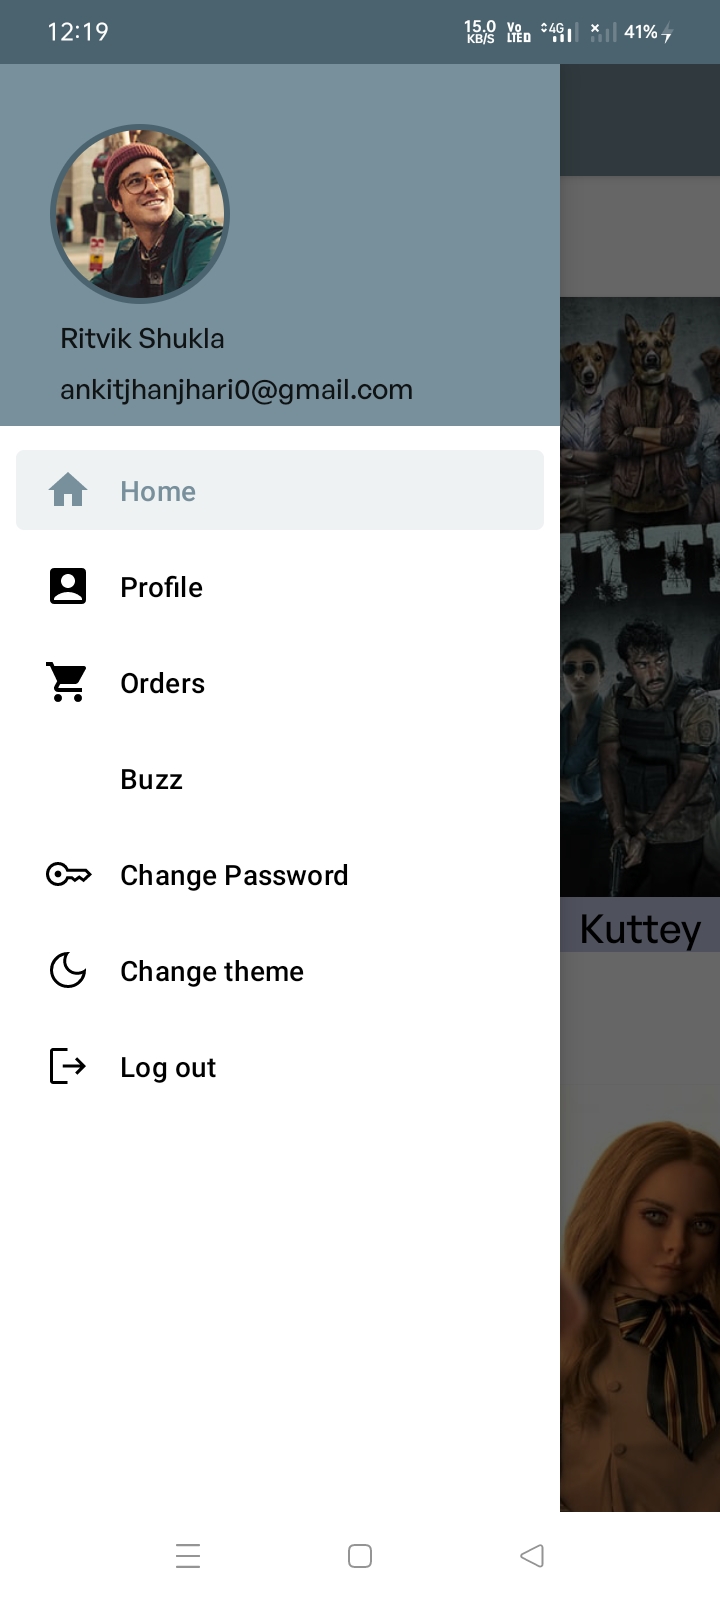 12:19
15.0 KB/S Vo LTED 4G 41%
Ritvik Shukla
ankitjhanjhari0@gmail.com
Home
Profile
Orders
Buzz
Change Password
Change theme
Log out
Kuttey